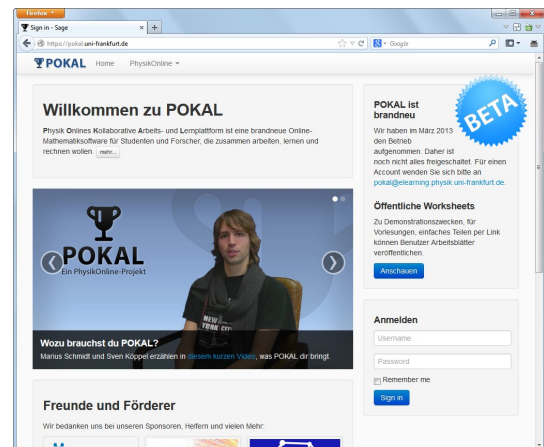 Firefox
Sign in - Sage
https://pokal.uni-frankfurt.de
Google
POKAL Home PhysikOnline
Willkommen zu POKAL
Physik Onlines Kollaborative Arbeits- und Lernplattform ist eine brandneue Online-
Mathematiksoftware für Studenten und Forscher, die zusammen arbeiten, lernen und
rechnen wollen. mehr...
POKAL
Ein PhysikOnline-Projekt
NEW
YORK CITY
Wozu brauchst du POKAL?
Marius Schmidt und Sven Köppel erzählen in diesem kurzen Video, was POKAL dir bringt.
Freunde und Förderer
Wir bedanken uns bei unseren Sponsoren, Helfern und vielen Mehr:
POKAL ist
brandneu
BETA
Wir haben im März 2013
den Betrieb
aufgenommen. Daher ist
noch nicht alles freigeschaltet. Für einen
Account wenden Sie sich bitte an
pokal@elearning.physik.uni-frankfurt.de.
Öffentliche Worksheets
Zu Demonstrationszwecken, für
Vorlesungen, einfaches Teilen per Link
können Benutzer Arbeitsblätter
veröffentlichen.
Anschauen
Anmelden
Username
Password
Remember me
Sign in